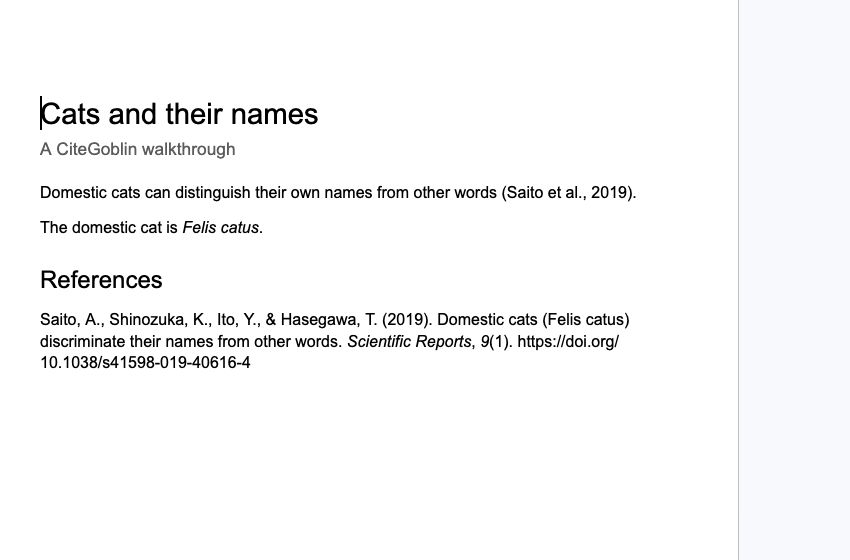 Cats and their names
A CiteGoblin walkthrough
Domestic cats can distinguish their own names from other words (Saito et al., 2019).
The domestic cat is Felis catus.
References
Saito, A., Shinozuka, K., Ito, Y., & Hasegawa, T. (2019). Domestic cats (Felis catus)
discriminate their names from other words. Scientific Reports, 9(1). https://doi.org/
10.1038/s41598-019-40616-4